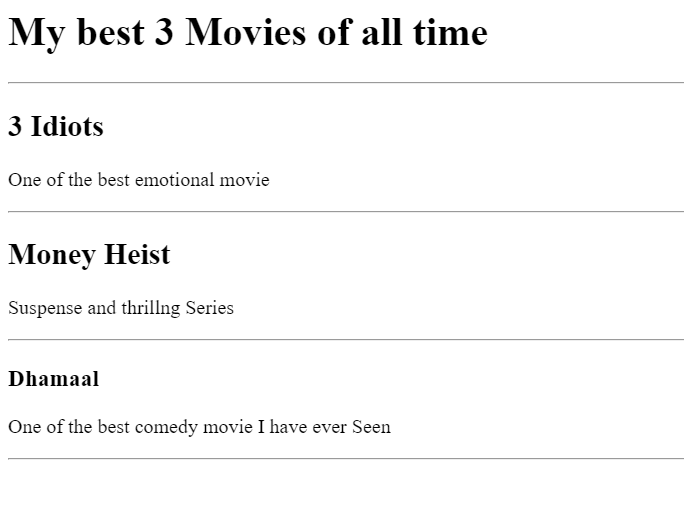 My best 3 Movies of all time
3 Idiots
One of the best emotional movie
Money Heist
Suspense and thrillng Series
Dhamaal
One of the best comedy movie I have ever Seen